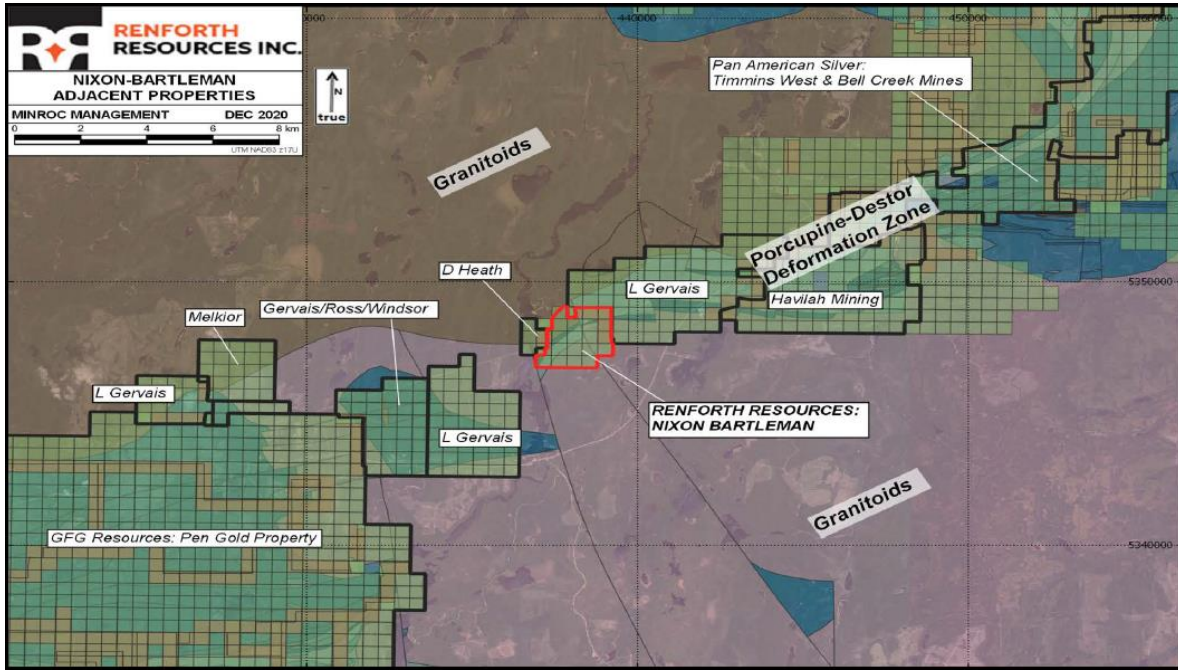 RENFORTH
RESOURCES INC.
NIXON-BARTLEMAN
ADJACENT PROPERTIES
MINROC MANAGEMENT DEC 2020
0 2 4 6 8 km
UTM NAD83 z17U
N
true
440000
450000
Pan American Silver:
Timmins West & Bell Creek Mines
Granitoids
Porcupine-Destor
Deformation Zone
D Heath
L Gervais
5350000
Havilah Mining
Gervais/Ross/Windsor
Melkior
L Gervais
RENFORTH RESOURCES:
NIXON BARTLEMAN
L Gervais
Granitoids
GFG Resources: Pen Gold Property
5340000